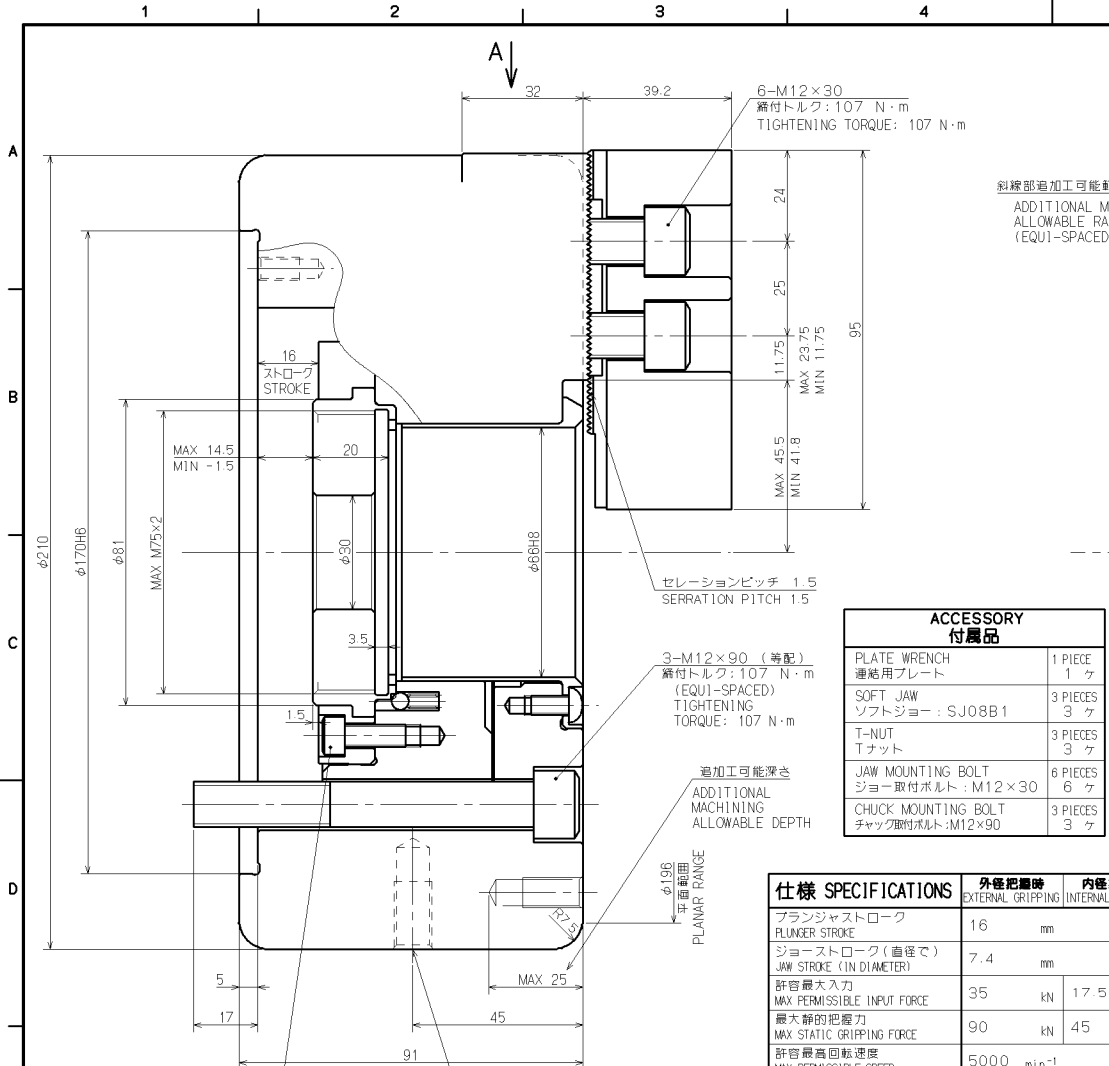 1 2 3 4
A
B
C
D
A
32
39.2
6-M12×30
締付トルク:107 N·m
TIGHTENING TORQUE: 107 N·m
斜線部追加工可能
ADDITIONAL
ALLOWABLE
(EQUI-SPACED
24
25
11.75
MAX 23.75
MIN 11.75
95
MAX 45.5
MIN 41.8
16
ストローク
STROKE
MAX 14.5
MIN -1.5
20
φ210
φ170H6
φ81
MAX M75×2
φ30
φ66H8
3.5
1.5
セレーションピッチ 1.5
SERRATION PITCH 1.5
3-M12×90 (等配)
締付トルク:107 N·m
(EQUI-SPACED)
TIGHTENING
TORQUE: 107 N·m
追加工可能深さ
ADDITIONAL
MACHINING
ALLOWABLE DEPTH
φ196
平面範囲
PLANAR RANGE
R7.5
MAX 25
5
17
45
91
ACCESSORY
付属品
PLATE WRENCH 1 PIECE
連結用プレート 1 ケ
SOFT JAW 3 PIECES
ソフトジョー:SJ08B1 3 ケ
T-NUT 3 PIECES
Tナット 3 ケ
JAW MOUNTING BOLT 6 PIECES
ジョー取付ボルト:M12×30 6 ケ
CHUCK MOUNTING BOLT 3 PIECES
チャック取付ボルト:M12×90 3 ケ
仕様 SPECIFICATIONS 外径把握時 内径
EXTERNAL GRIPPING INTERNAL
プランジャストローク 16 mm
PLUNGER STROKE
ジョーストローク(直径で) 7.4 mm
JAW STROKE (IN DIAMETER)
許容最大入力 35 kN 17.5
MAX PERMISSIBLE INPUT FORCE
最大静的把握力 90 kN 45
MAX STATIC GRIPPING FORCE
許容最高回転速度 5000 min⁻¹
MAX PERMISSIBLE SPEED